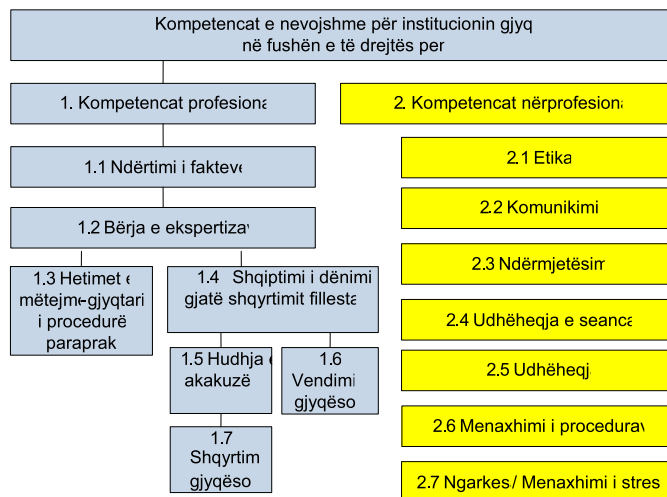 Kompetencat e nevojshme për institucionin gjyq
në fushën e të drejtës per
1. Kompetencat profesiona
2. Kompetencat nërprofesion
1.1 Ndërtimi i fakteve
1.2 Bërja e ekspertizav
1.3 Hetimet e
mëtejme-gjyqtari
i procedurë
paraprak
1.4 Shqiptimi i dënimi
gjatë shqyrtimit fillesta
1.5 Hudhja e
akakuzë
1.6
Vendimi
gjyqëso
1.7
Shqyrtim
gjyqëso
2.1 Etika
2.2 Komunikimi
2.3 Ndërmjetësim
2.4 Udhëheqja e seanca
2.5 Udhëheqj
2.6 Menaxhimi i procedurav
2.7 Ngarkes/ Menaxhimi i stres